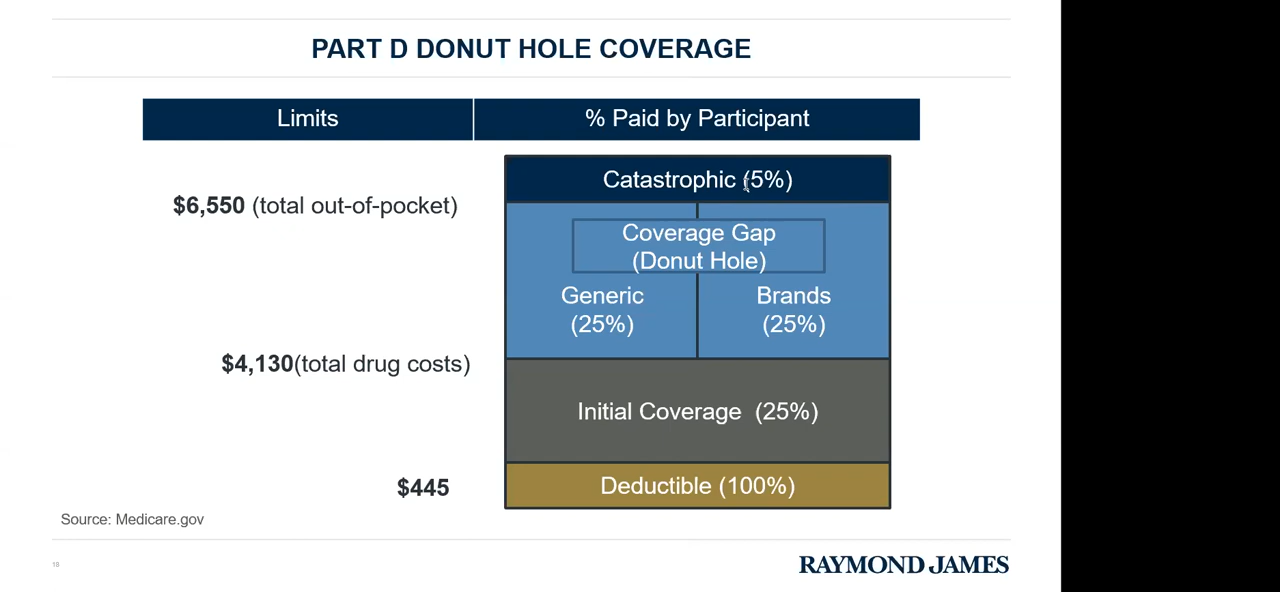 PART D DONUT HOLE COVERAGE
Limits
% Paid by Participant
Catastrophic (5%)
$6,550 (total out-of-pocket)
Coverage Gap
(Donut Hole)
Generic
(25%)
Brands
(25%)
$4,130(total drug costs)
Initial Coverage (25%)
$445
Deductible (100%)
Source: Medicare.gov
18
RAYMOND JAMES